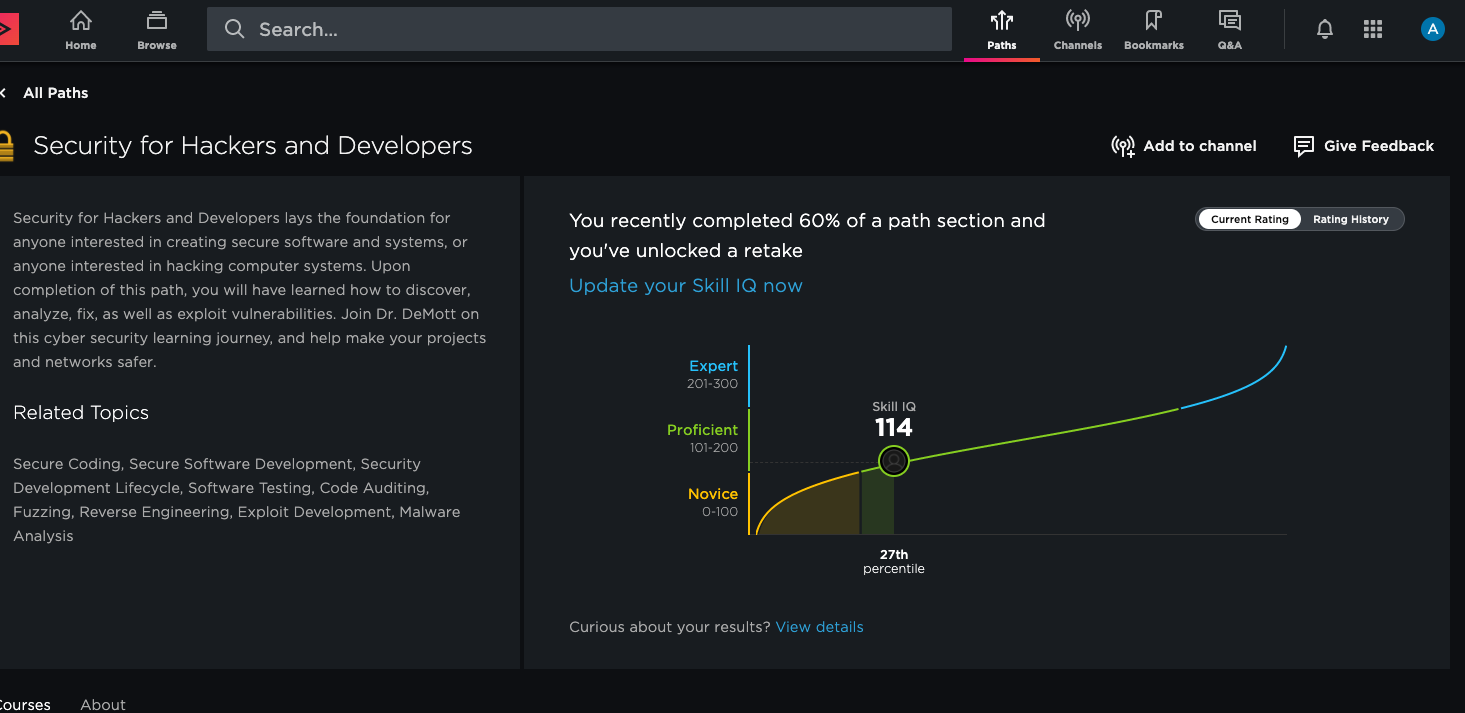 Home
Browse
Search...
Paths
Channels
Bookmarks
Q&A
A
All Paths
Security for Hackers and Developers
Add to channel
Give Feedback
Security for Hackers and Developers lays the foundation for
anyone interested in creating secure software and systems, or
anyone interested in hacking computer systems. Upon
completion of this path, you will have learned how to discover,
analyze, fix, as well as exploit vulnerabilities. Join Dr. DeMott on
this cyber security learning journey, and help make your projects
and networks safer.
Related Topics
Secure Coding, Secure Software Development, Security
Development Lifecycle, Software Testing, Code Auditing,
Fuzzing, Reverse Engineering, Exploit Development, Malware
Analysis
You recently completed 60% of a path section and
you've unlocked a retake
Update your Skill IQ now
Current Rating
Rating History
Expert
201-300
Proficient
101-200
Novice
0-100
Skill IQ
114
27th
percentile
Curious about your results? View details
Courses
About